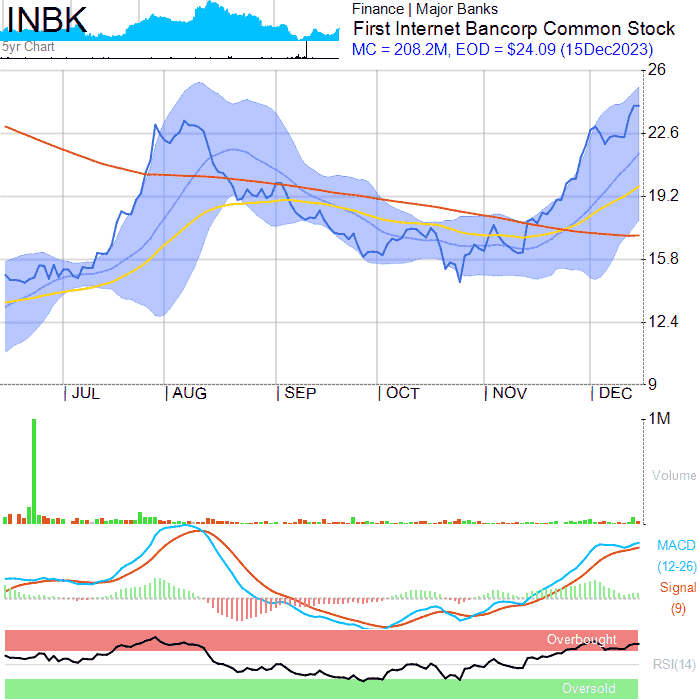 INBK
5yr Chart
Finance | Major Banks
First Internet Bancorp Common Stock
MC = 208.2M, EOD = $24.09 (15Dec2023)
26
22.6
19.2
15.8
12.4
9
JUL AUG SEP OCT NOV DEC
1M
Volume
MACD
(12-26)
Signal
(9)
Overbought
RSI(14)
Oversold